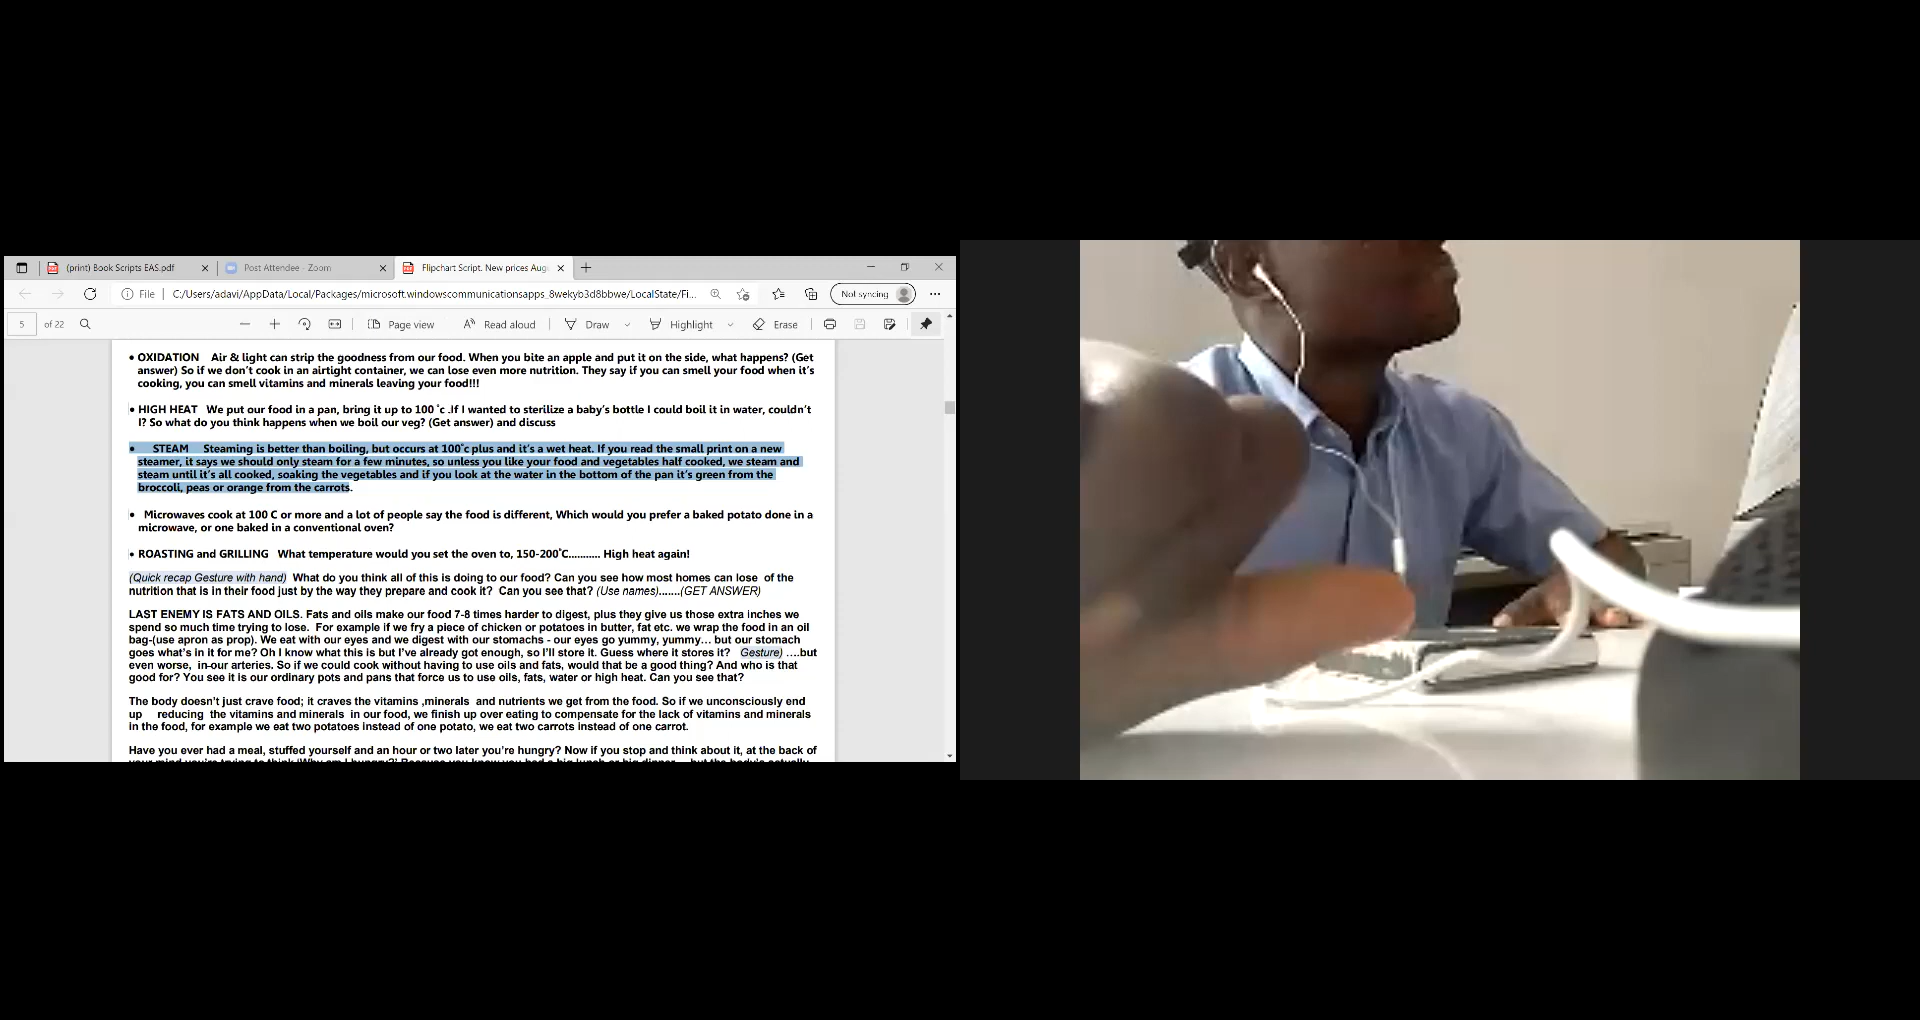 (print) Book Scripts EAS.pdf
Post Attendee - Zoom
Flipchart Script. New prices Aug
File C:/Users/adavi/AppData/Local/Packages/microsoft.windowscommunicationsapps_8wekyb3d8bbwe/LocalState/Fi...
Not syncing
5 of 22
Page view
Read aloud
Draw
Highlight
Erase
• OXIDATION Air & light can strip the goodness from our food. When you bite an apple and put it on the side, what happens? (Get
answer) So if we don't cook in an airtight container, we can lose even more nutrition. They say if you can smell your food when it's
cooking, you can smell vitamins and minerals leaving your food!!!
• HIGH HEAT We put our food in a pan, bring it up to 100 °c .If I wanted to sterilize a baby's bottle I could boil it in water, couldn't
I? So what do you think happens when we boil our veg? (Get answer) and discuss
• STEAM Steaming is better than boiling, but occurs at 100°c plus and it's a wet heat. If you read the small print on a new
steamer, it says we should only steam for a few minutes, so unless you like your food and vegetables half cooked, we steam and
steam until it's all cooked, soaking the vegetables and if you look at the water in the bottom of the pan it's green from the
broccoli, peas or orange from the carrots.
• Microwaves cook at 100 C or more and a lot of people say the food is different, Which would you prefer a baked potato done in a
microwave, or one baked in a conventional oven?
• ROASTING and GRILLING What temperature would you set the oven to, 150-200°C........... High heat again!
(Quick recap Gesture with hand) What do you think all of this is doing to our food? Can you see how most homes can lose of the
nutrition that is in their food just by the way they prepare and cook it? Can you see that? (Use names).......(GET ANSWER)
LAST ENEMY IS FATS AND OILS. Fats and oils make our food 7-8 times harder to digest, plus they give us those extra inches we
spend so much time trying to lose. For example if we fry a piece of chicken or potatoes in butter, fat etc. we wrap the food in an oil
bag-(use apron as prop). We eat with our eyes and we digest with our stomachs - our eyes go yummy, yummy... but our stomach
goes what's in it for me? Oh I know what this is but I've already got enough, so I'll store it. Guess where it stores it? Gesture) ....but
even worse, in-our arteries. So if we could cook without having to use oils and fats, would that be a good thing? And who is that
good for? You see it is our ordinary pots and pans that force us to use oils, fats, water or high heat. Can you see that?
The body doesn't just crave food; it craves the vitamins ,minerals and nutrients we get from the food. So if we unconsciously end
up reducing the vitamins and minerals in our food, we finish up over eating to compensate for the lack of vitamins and minerals
in the food, for example we eat two potatoes instead of one potato, we eat two carrots instead of one carrot.
Have you ever had a meal, stuffed yourself and an hour or two later you're hungry? Now if you stop and think about it, at the back of